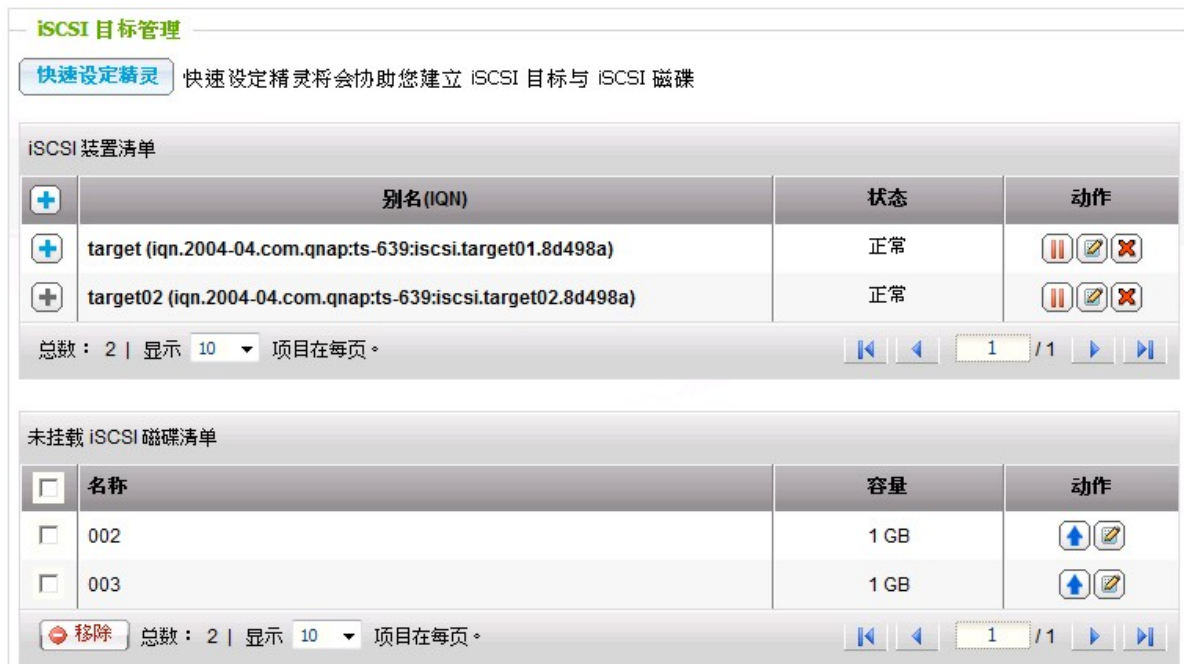 iSCSI 目标管理
快速设定精灵 快速设定精灵将会协助您建立 iSCSI 目标与 iSCSI 磁碟
iSCSI 装置清单
别名(IQN) 状态 动作
target (iqn.2004-04.com.qnap:ts-639:iscsi.target01.8d498a) 正常
target02 (iqn.2004-04.com.qnap:ts-639:iscsi.target02.8d498a) 正常
总数： 2 | 显示 10 项目在每页。 1 / 1
未挂载 iSCSI 磁碟清单
名称 容量 动作
002 1 GB
003 1 GB
移除 总数： 2 | 显示 10 项目在每页。 1 / 1